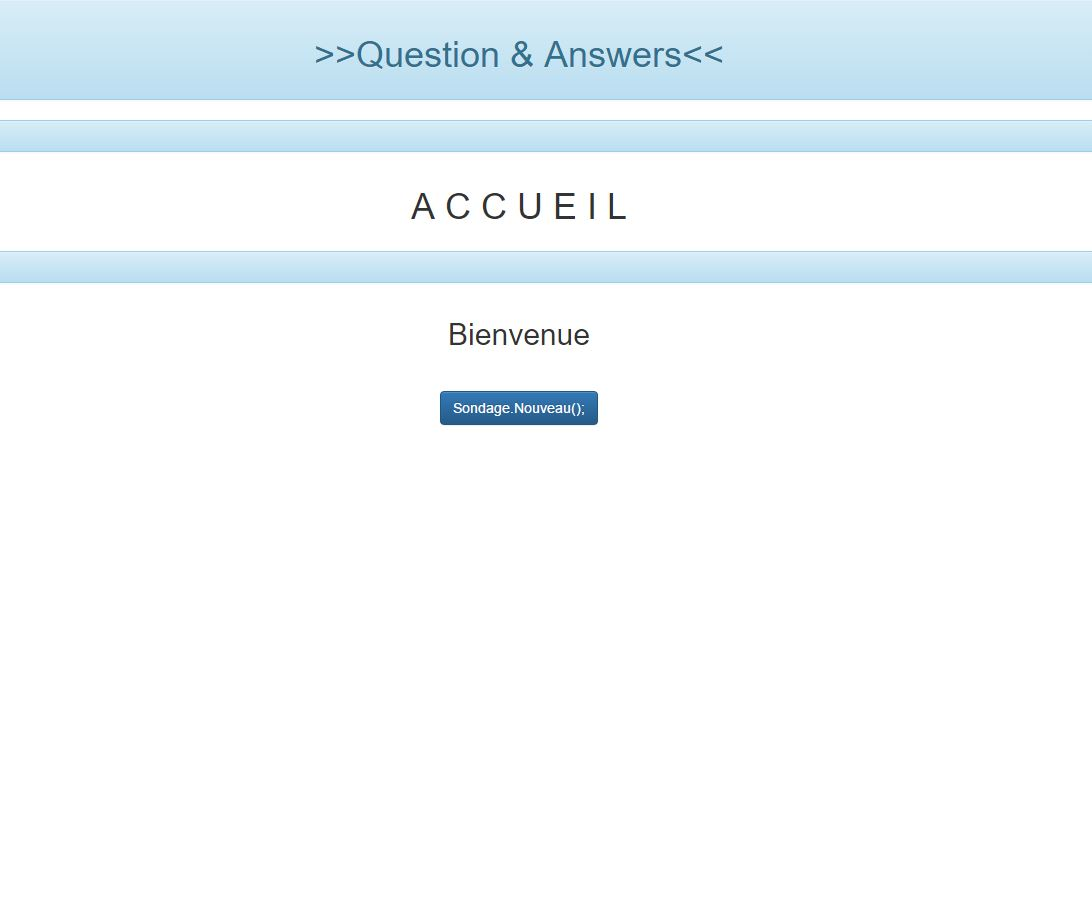 >>Question & Answers<<
A C C U E I L
Bienvenue
Sondage.Nouveau();